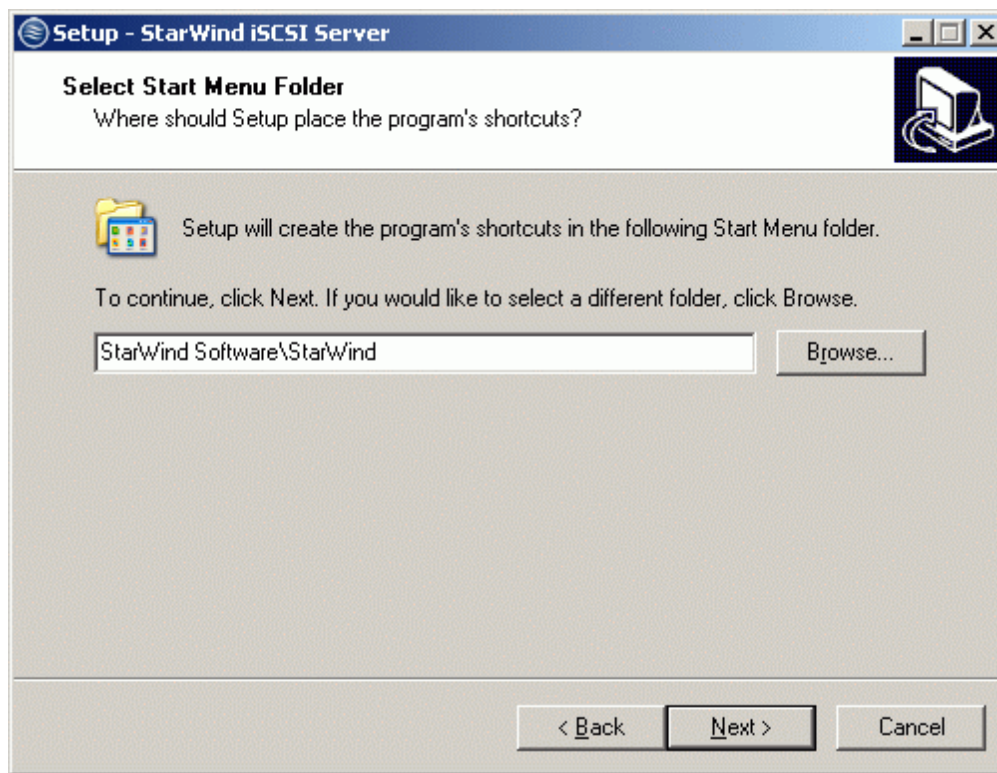 Setup - StarWind iSCSI Server
Select Start Menu Folder
Where should Setup place the program's shortcuts?
Setup will create the program's shortcuts in the following Start Menu folder.
To continue, click Next. If you would like to select a different folder, click Browse.
StarWind Software\StarWind
Browse...
< Back
Next >
Cancel